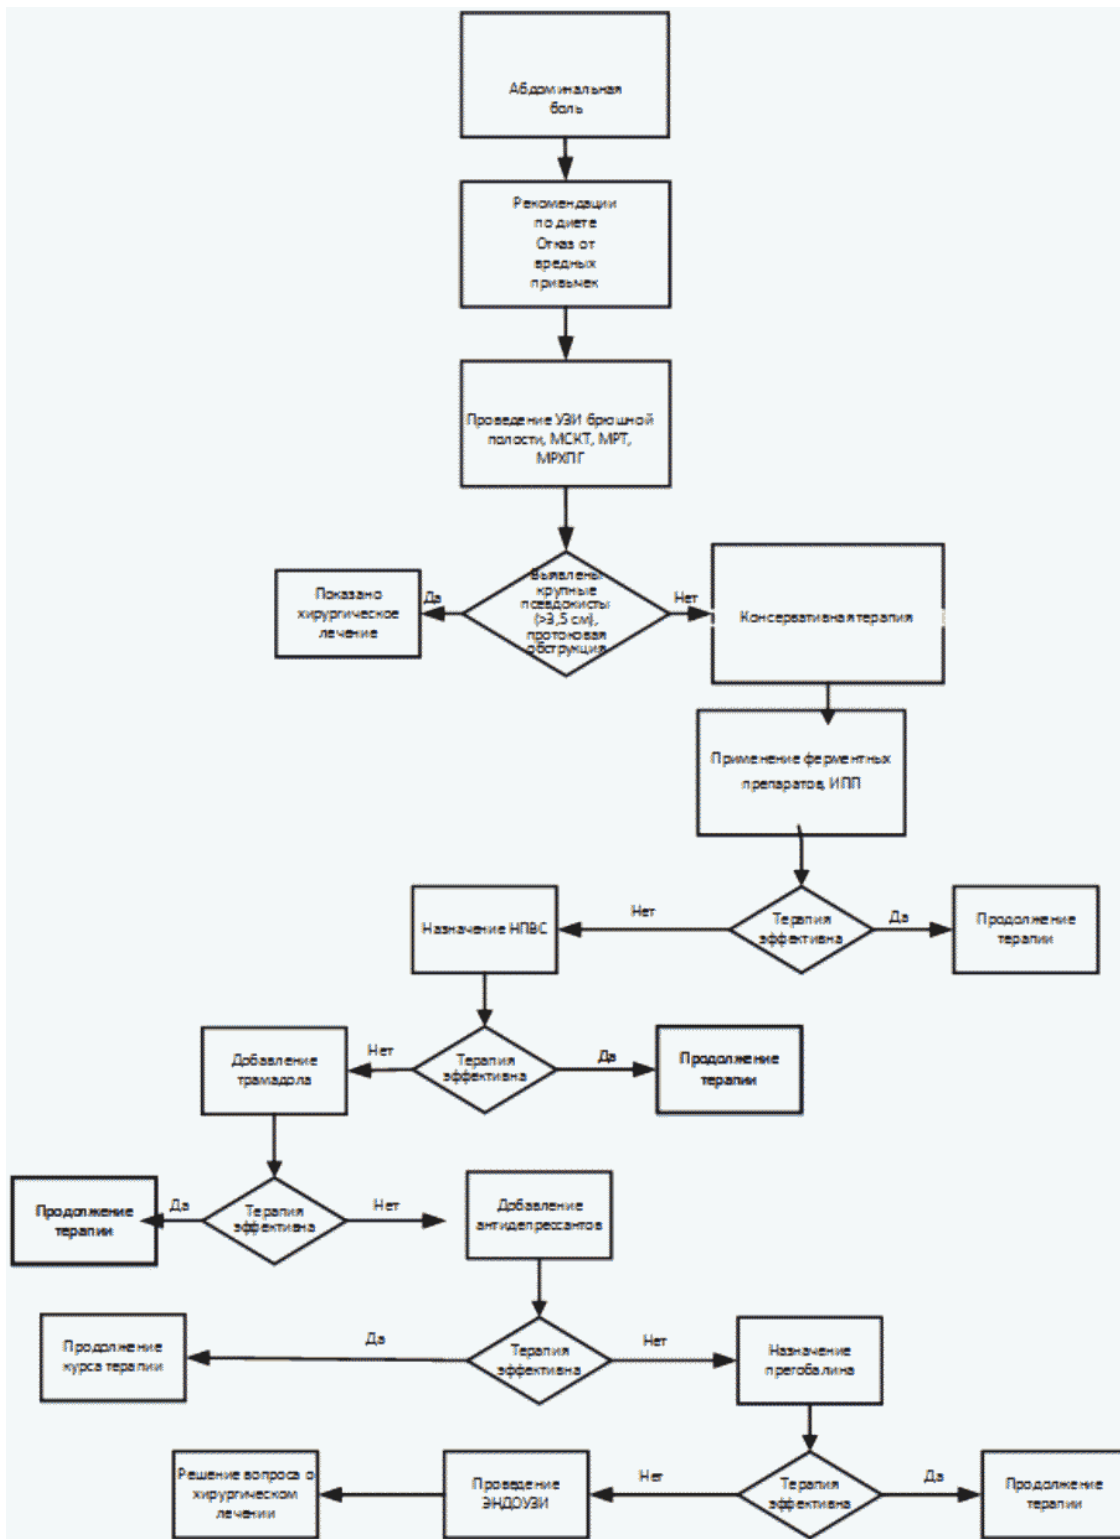 Абдоминальная
боль
Рекомендации
по диете
Отказ от
вредных
привычек
Проведение УЗИ брюшной
полости, МСКТ, МРТ,
МРХПГ
Выявлены
крупные
псевдокисты
(>3,5 см),
протоковая
обструкция
Да
Нет
Показано
хирургическое
лечение
Консервативная терапия
Применение ферментных
препаратов, ИПП
Терапия
эффективна
Нет
Да
Назначение НПВС
Продолжение
терапии
Терапия
эффективна
Нет
Да
Добавление
трамадола
Продолжение
терапии
Терапия
эффективна
Да
Нет
Продолжение
терапии
Добавление
антидепрессантов
Терапия
эффективна
Да
Нет
Продолжение
курса терапии
Назначение
прегобалина
Терапия
эффективна
Нет
Да
Решение вопроса о
хирургическом
лечении
Проведение
ЭНДОУЗИ
Продолжение
терапии